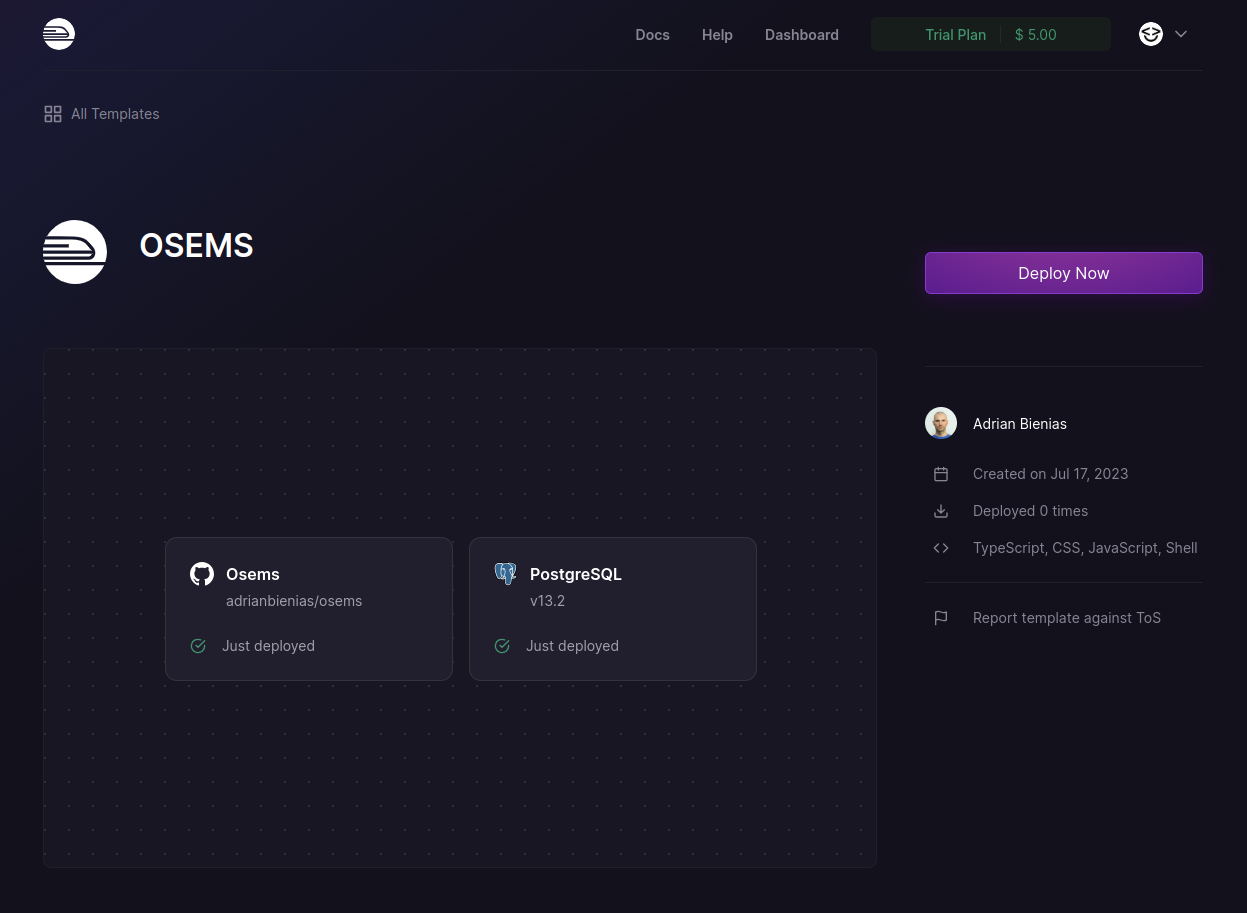 Docs Help Dashboard Trial Plan $ 5.00
All Templates
OSEMS
Deploy Now
Osems
adrianbienias/osems
Just deployed
PostgreSQL
v13.2
Just deployed
Adrian Bienias
Created on Jul 17, 2023
Deployed 0 times
TypeScript, CSS, JavaScript, Shell
Report template against ToS